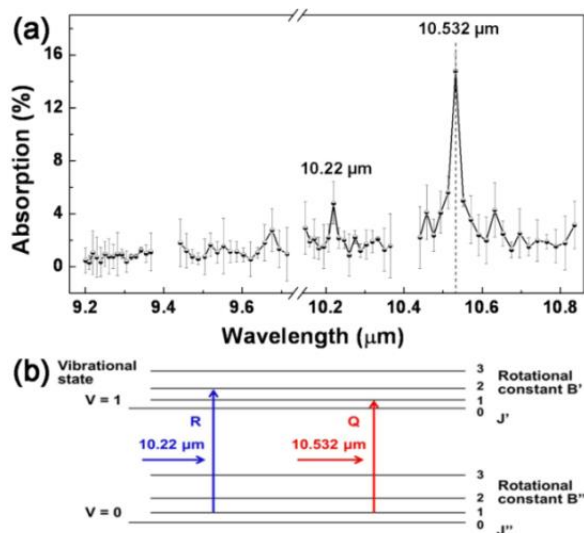 (a)
10.532 μm
10.22 μm
16
12
8
4
0
Absorption (%)
9.2 9.4 9.6 10.2 10.4 10.6 10.8
Wavelength (μm)
(b)
Vibrational state
V = 1
R
10.22 μm
Q
10.532 μm
3
2
1
0
Rotational constant B'
J'
V = 0
3
2
1
0
Rotational constant B"
J"